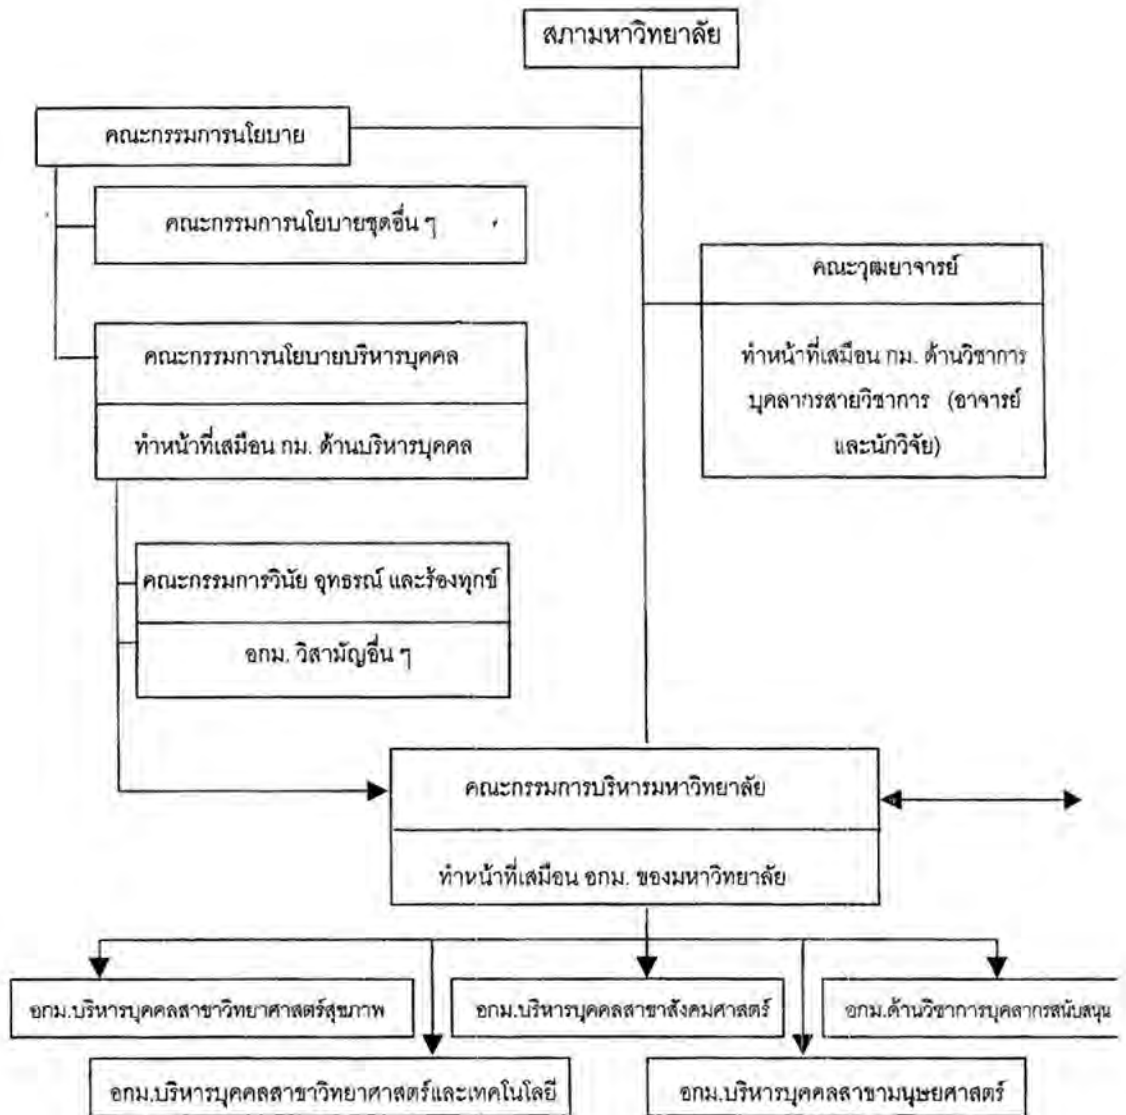 สภามหาวิทยาลัย
คณะกรรมการนโยบาย
คณะกรรมการนโยบายชุดอื่น ๆ
คณะวุฒยาจารย์
ทำหน้าที่เสมือน กม. ด้านวิชาการ
บุคลากรสายวิชาการ (อาจารย์
และนักวิจัย)
คณะกรรมการนโยบายบริหารบุคคล
ทำหน้าที่เสมือน กม. ด้านบริหารบุคคล
คณะกรรมการวินัย อุทธรณ์ และร้องทุกข์
อกม. วิสามัญอื่น ๆ
คณะกรรมการบริหารมหาวิทยาลัย
ทำหน้าที่เสมือน อกม. ของมหาวิทยาลัย
อกม.บริหารบุคคลสาขาวิทยาศาสตร์สุขภาพ
อกม.บริหารบุคคลสาขาสังคมศาสตร์
อกม.ด้านวิชาการบุคลากรสนับสนุน
อกม.บริหารบุคคลสาขาวิทยาศาสตร์และเทคโนโลยี
อกม.บริหารบุคคลสาขามนุษยศาสตร์